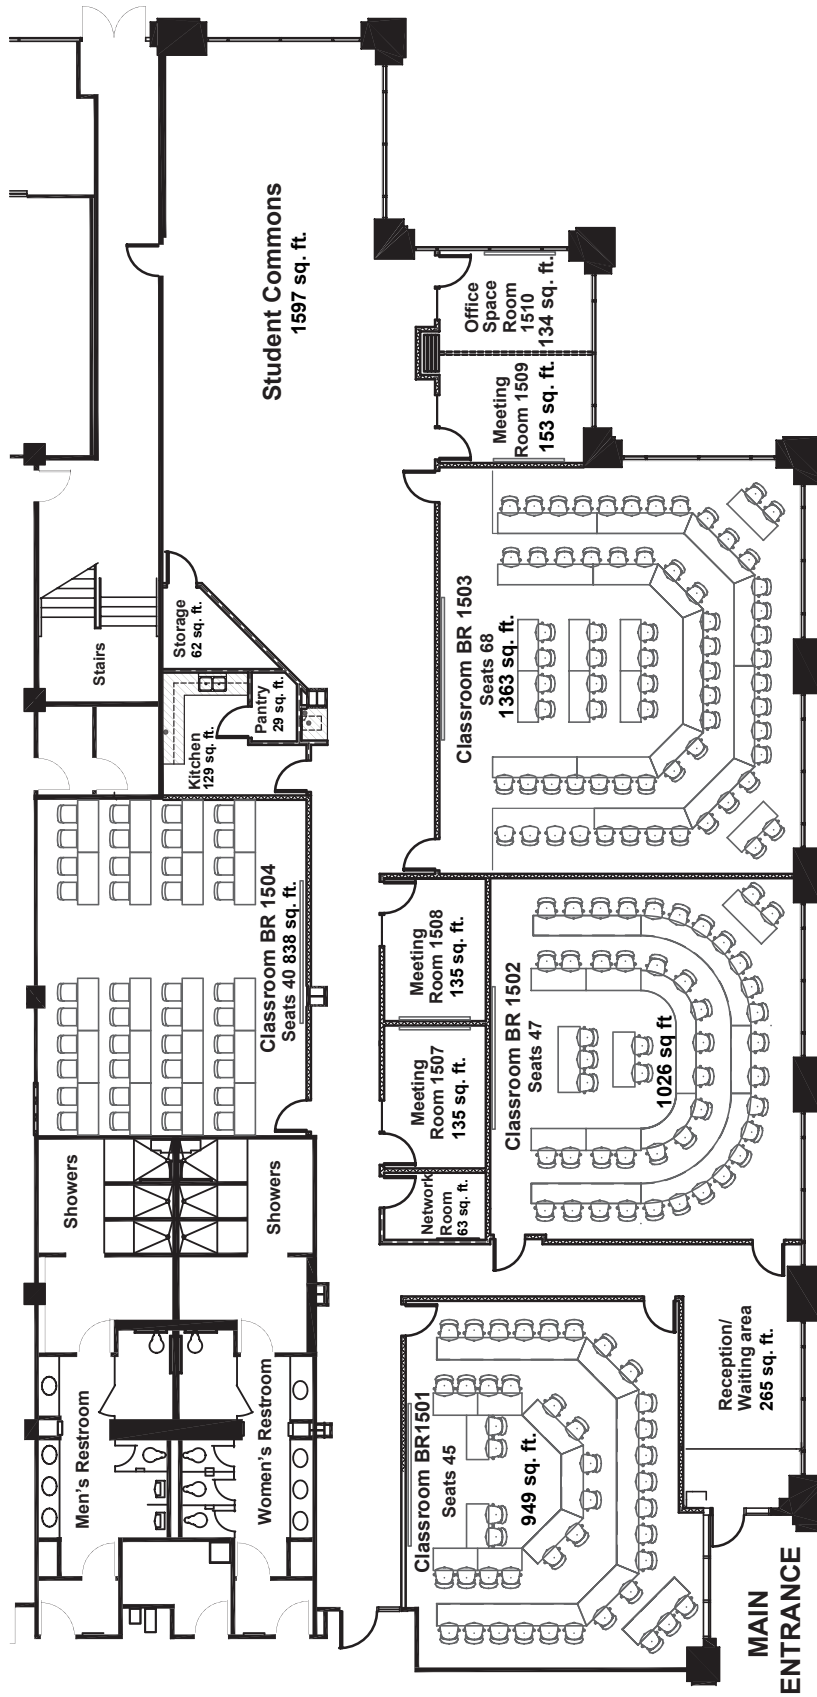 Student Commons
1597 sq. ft.
Office
Space
Room
1510
134 sq. ft.
Meeting
Room 1509
153 sq. ft.
Storage
62 sq. ft.
Stairs
Pantry
29 sq. ft.
Kitchen
129 sq. ft.
Classroom BR 1503
Seats 68
1363 sq. ft.
Classroom BR 1504
Seats 40 838 sq. ft.
Meeting
Room 1508
135 sq. ft.
Meeting
Room 1507
135 sq. ft.
Classroom BR 1502
Seats 47
1026 sq ft
Network
Room
63 sq. ft.
Showers
Showers
Men's Restroom
Women's Restroom
Classroom BR1501
Seats 45
949 sq. ft.
Reception/
Waiting area
265 sq. ft.
MAIN
ENTRANCE